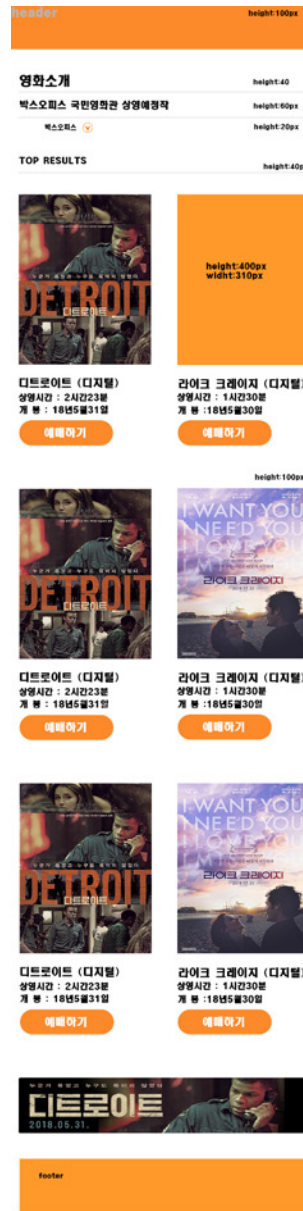 header
height:100px
영화소개
height:40
박스오피스 국민영화관 상영예정작
height:60px
박스오피스
height:20px
TOP RESULTS
height:40p
DETROIT
디트로이트
height:400px
widht:310px
디트로이트 (디지털)
상영시간 : 2시간23분
개 봉 : 18년5월31일
예매하기
라이크 크레이지 (디지털)
상영시간 : 1시간30분
개 봉 :18년5월30일
예매하기
height:100px
DETROIT
디트로이트
I WANT YOU
I NEED YOU
I LOVE YOU
라이크 크레이지
디트로이트 (디지털)
상영시간 : 2시간23분
개 봉 : 18년5월31일
예매하기
라이크 크레이지 (디지털)
상영시간 : 1시간30분
개 봉 :18년5월30일
예매하기
DETROIT
디트로이트
I WANT YOU
I NEED YOU
I LOVE YOU
라이크 크레이지
디트로이트 (디지털)
상영시간 : 2시간23분
개 봉 : 18년5월31일
예매하기
라이크 크레이지 (디지털)
상영시간 : 1시간30분
개 봉 :18년5월30일
예매하기
디트로이트
2018.05.31.
footer